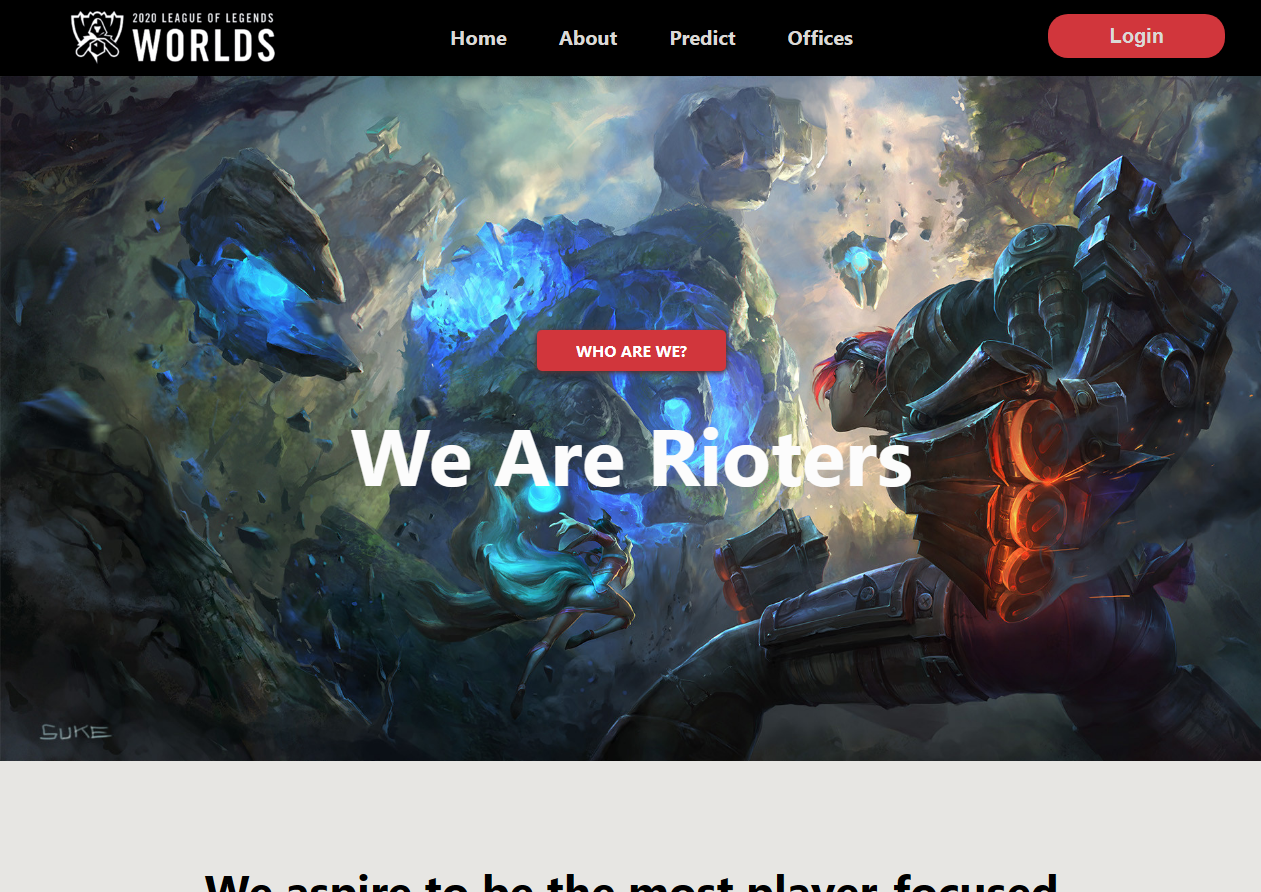 2020 LEAGUE OF LEGENDS
WORLDS
Home About Predict Offices
Login
WHO ARE WE?
We Are Rioters
SUKE
We aspire to be the most player-focused